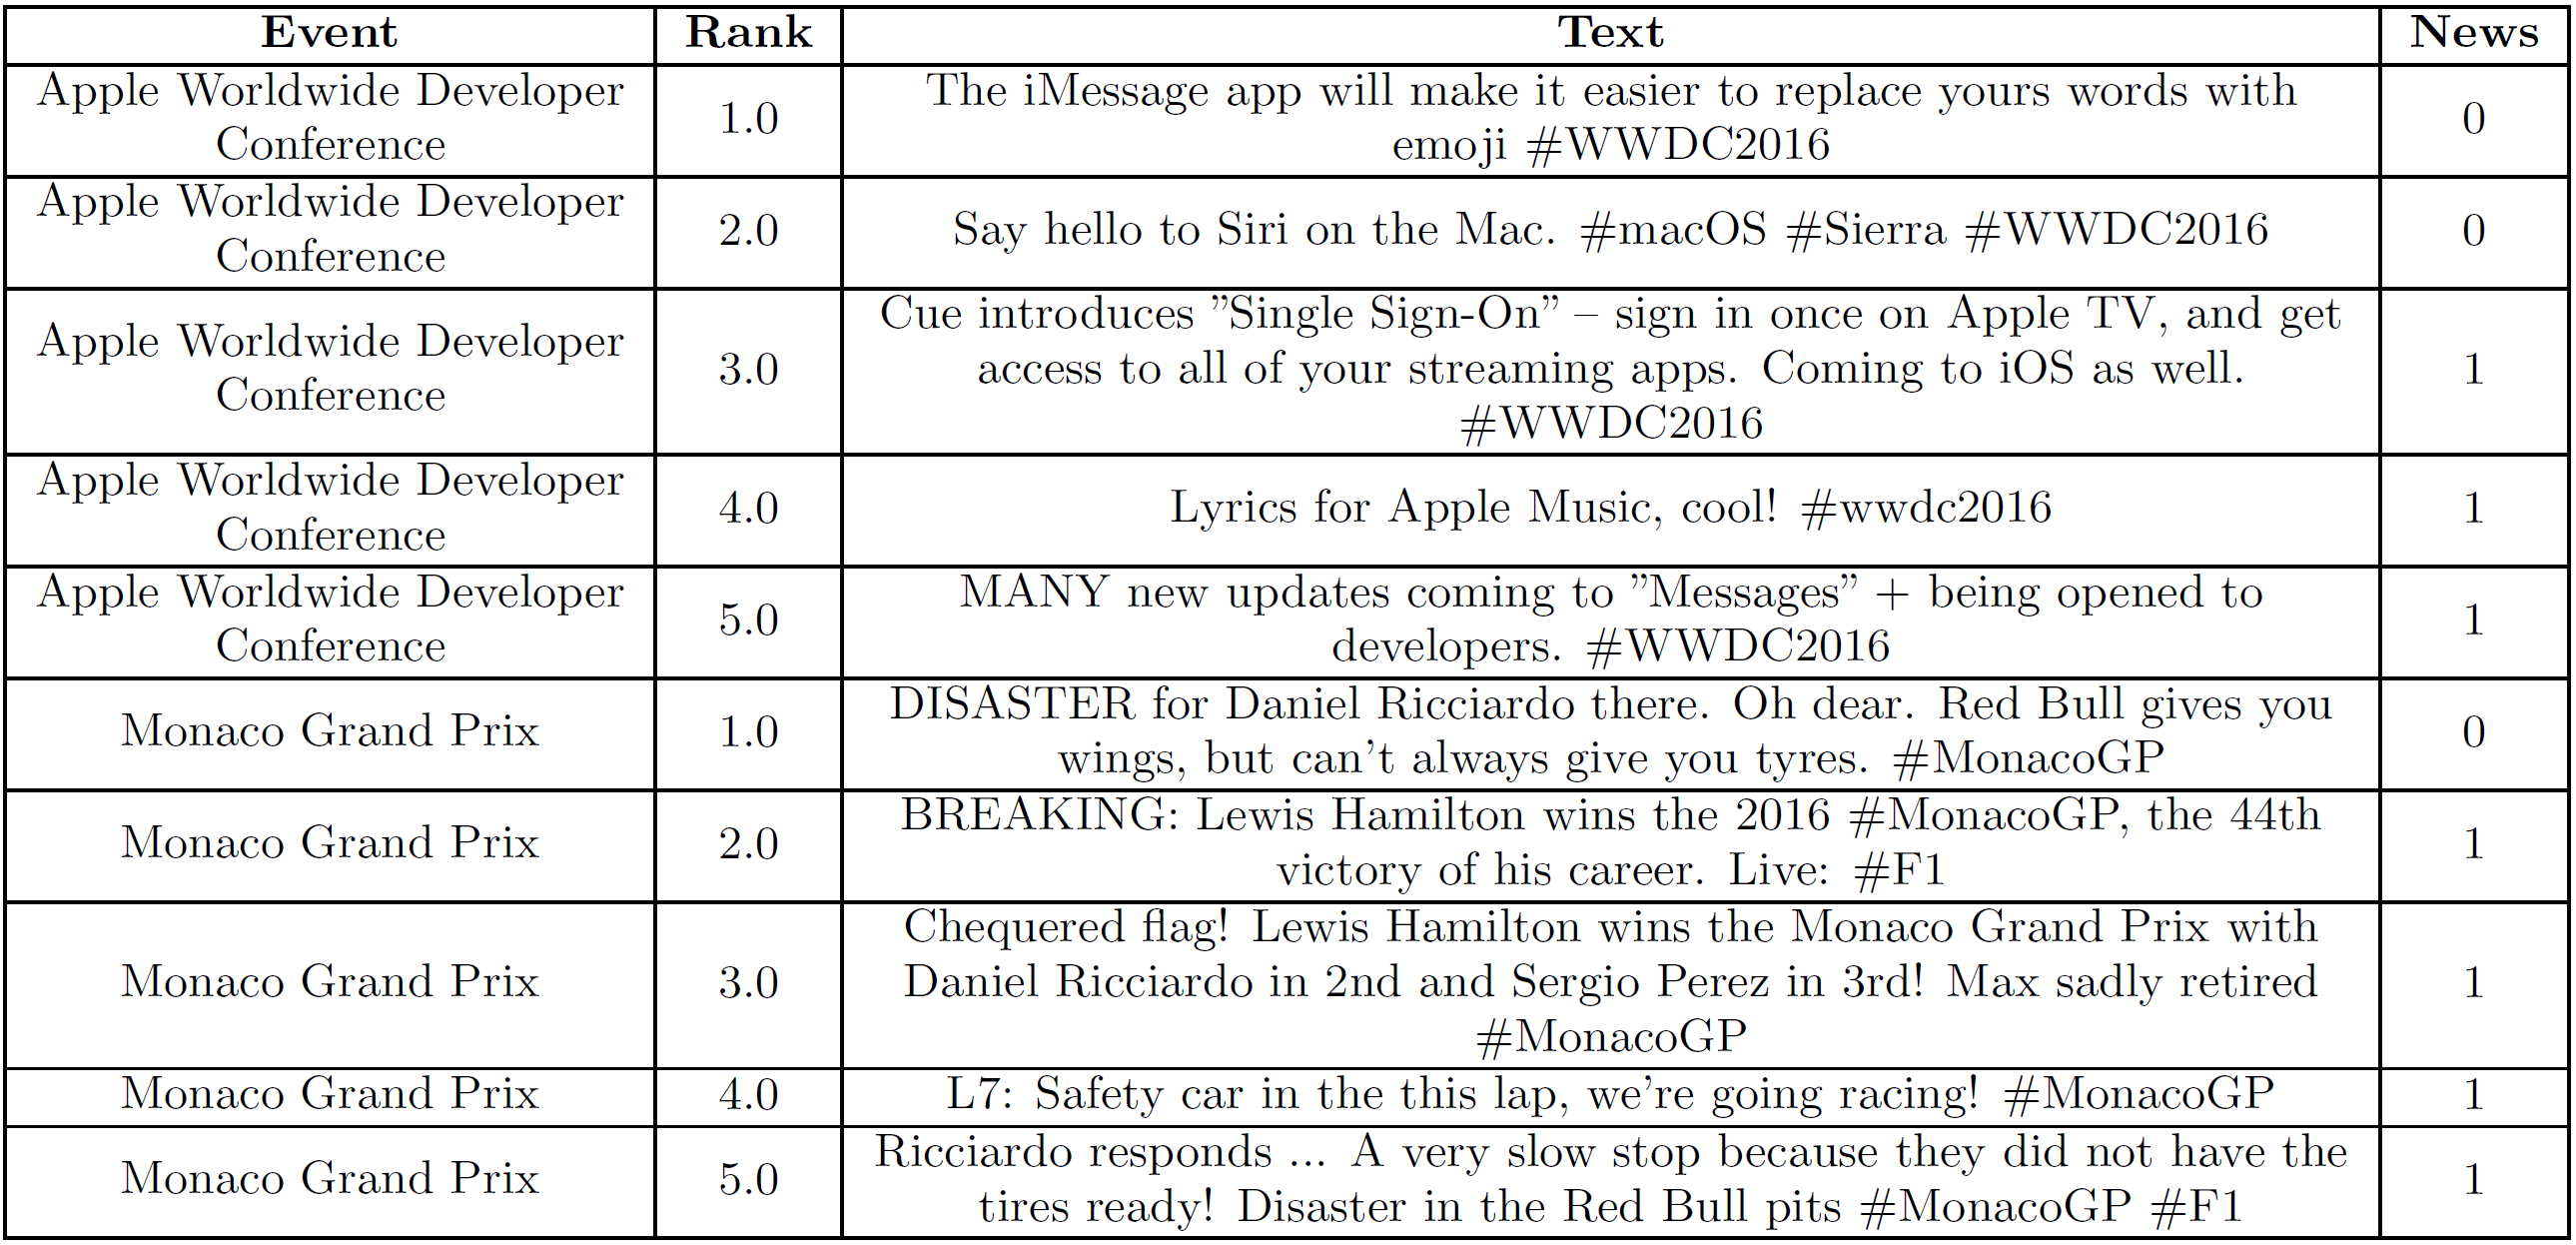 Event Rank Text News
Apple Worldwide Developer
Conference
1.0
The iMessage app will make it easier to replace yours words with
emoji #WWDC2016
0
Apple Worldwide Developer
Conference
2.0
Say hello to Siri on the Mac. #macOS #Sierra #WWDC2016
0
Apple Worldwide Developer
Conference
3.0
Cue introduces ”Single Sign-On” – sign in once on Apple TV, and get
access to all of your streaming apps. Coming to iOS as well.
#WWDC2016
1
Apple Worldwide Developer
Conference
4.0
Lyrics for Apple Music, cool! #wwdc2016
1
Apple Worldwide Developer
Conference
5.0
MANY new updates coming to ”Messages” + being opened to
developers. #WWDC2016
1
Monaco Grand Prix
1.0
DISASTER for Daniel Ricciardo there. Oh dear. Red Bull gives you
wings, but can’t always give you tyres. #MonacoGP
0
Monaco Grand Prix
2.0
BREAKING: Lewis Hamilton wins the 2016 #MonacoGP, the 44th
victory of his career. Live: #F1
1
Monaco Grand Prix
3.0
Chequered flag! Lewis Hamilton wins the Monaco Grand Prix with
Daniel Ricciardo in 2nd and Sergio Perez in 3rd! Max sadly retired
#MonacoGP
1
Monaco Grand Prix
4.0
L7: Safety car in the this lap, we’re going racing! #MonacoGP
1
Monaco Grand Prix
5.0
Ricciardo responds ... A very slow stop because they did not have the
tires ready! Disaster in the Red Bull pits #MonacoGP #F1
1